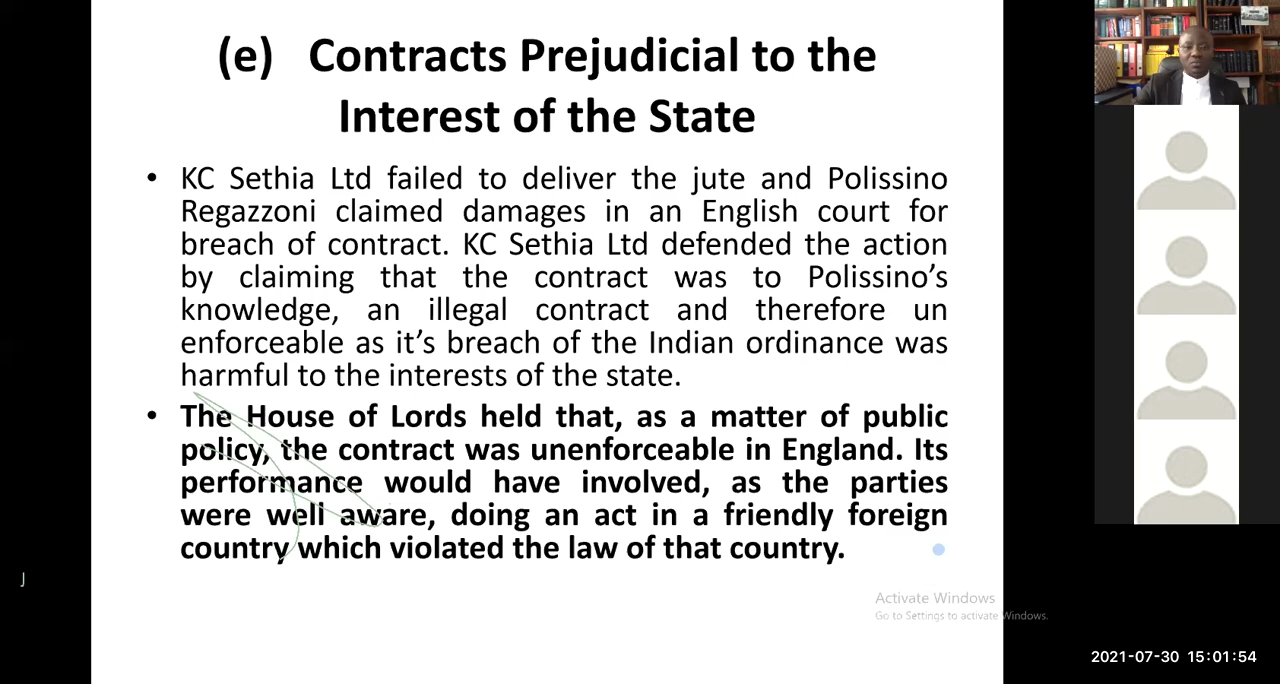 (e) Contracts Prejudicial to the
Interest of the State
• KC Sethia Ltd failed to deliver the jute and Polissino
Regazzoni claimed damages in an English court for
breach of contract. KC Sethia Ltd defended the action
by claiming that the contract was to Polissino’s
knowledge, an illegal contract and therefore un
enforceable as it’s breach of the Indian ordinance was
harmful to the interests of the state.
• The House of Lords held that, as a matter of public
policy, the contract was unenforceable in England. Its
performance would have involved, as the parties
were well aware, doing an act in a friendly foreign
country which violated the law of that country.
J
Activate Windows
Go to Settings to activate Windows.
2021-07-30 15:01:54